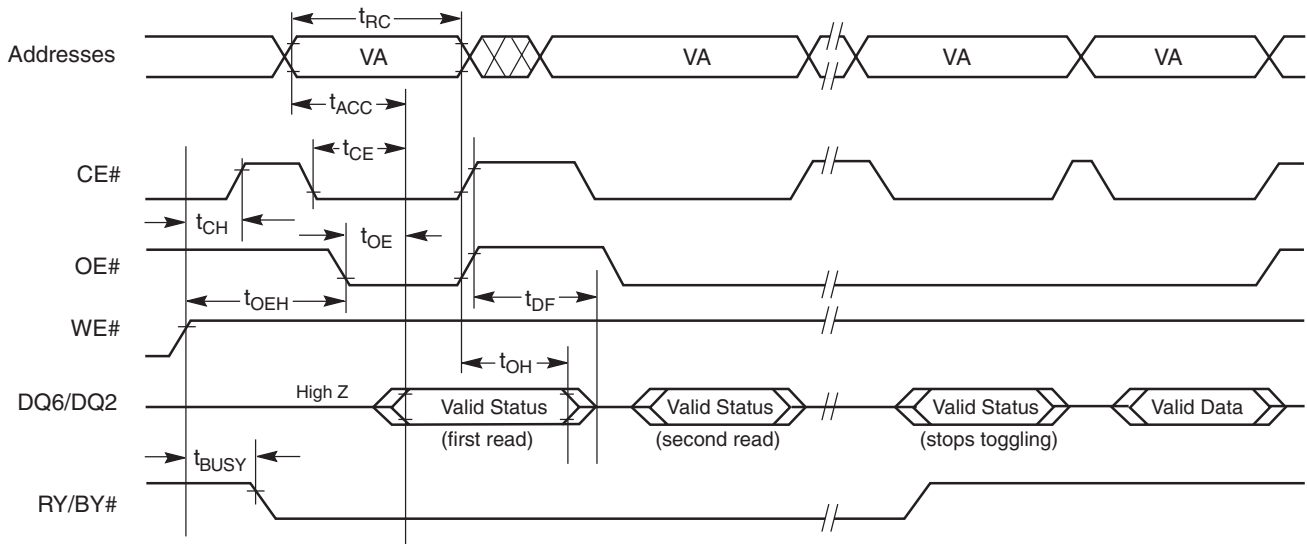 tRC
Addresses VA VA VA VA
tACC
tCE
CE#
tCH tOE
OE#
tOEH tDF
WE#
tOH
DQ6/DQ2 High Z Valid Status Valid Status Valid Status Valid Data
(first read) (second read) (stops toggling)
tBUSY
RY/BY#